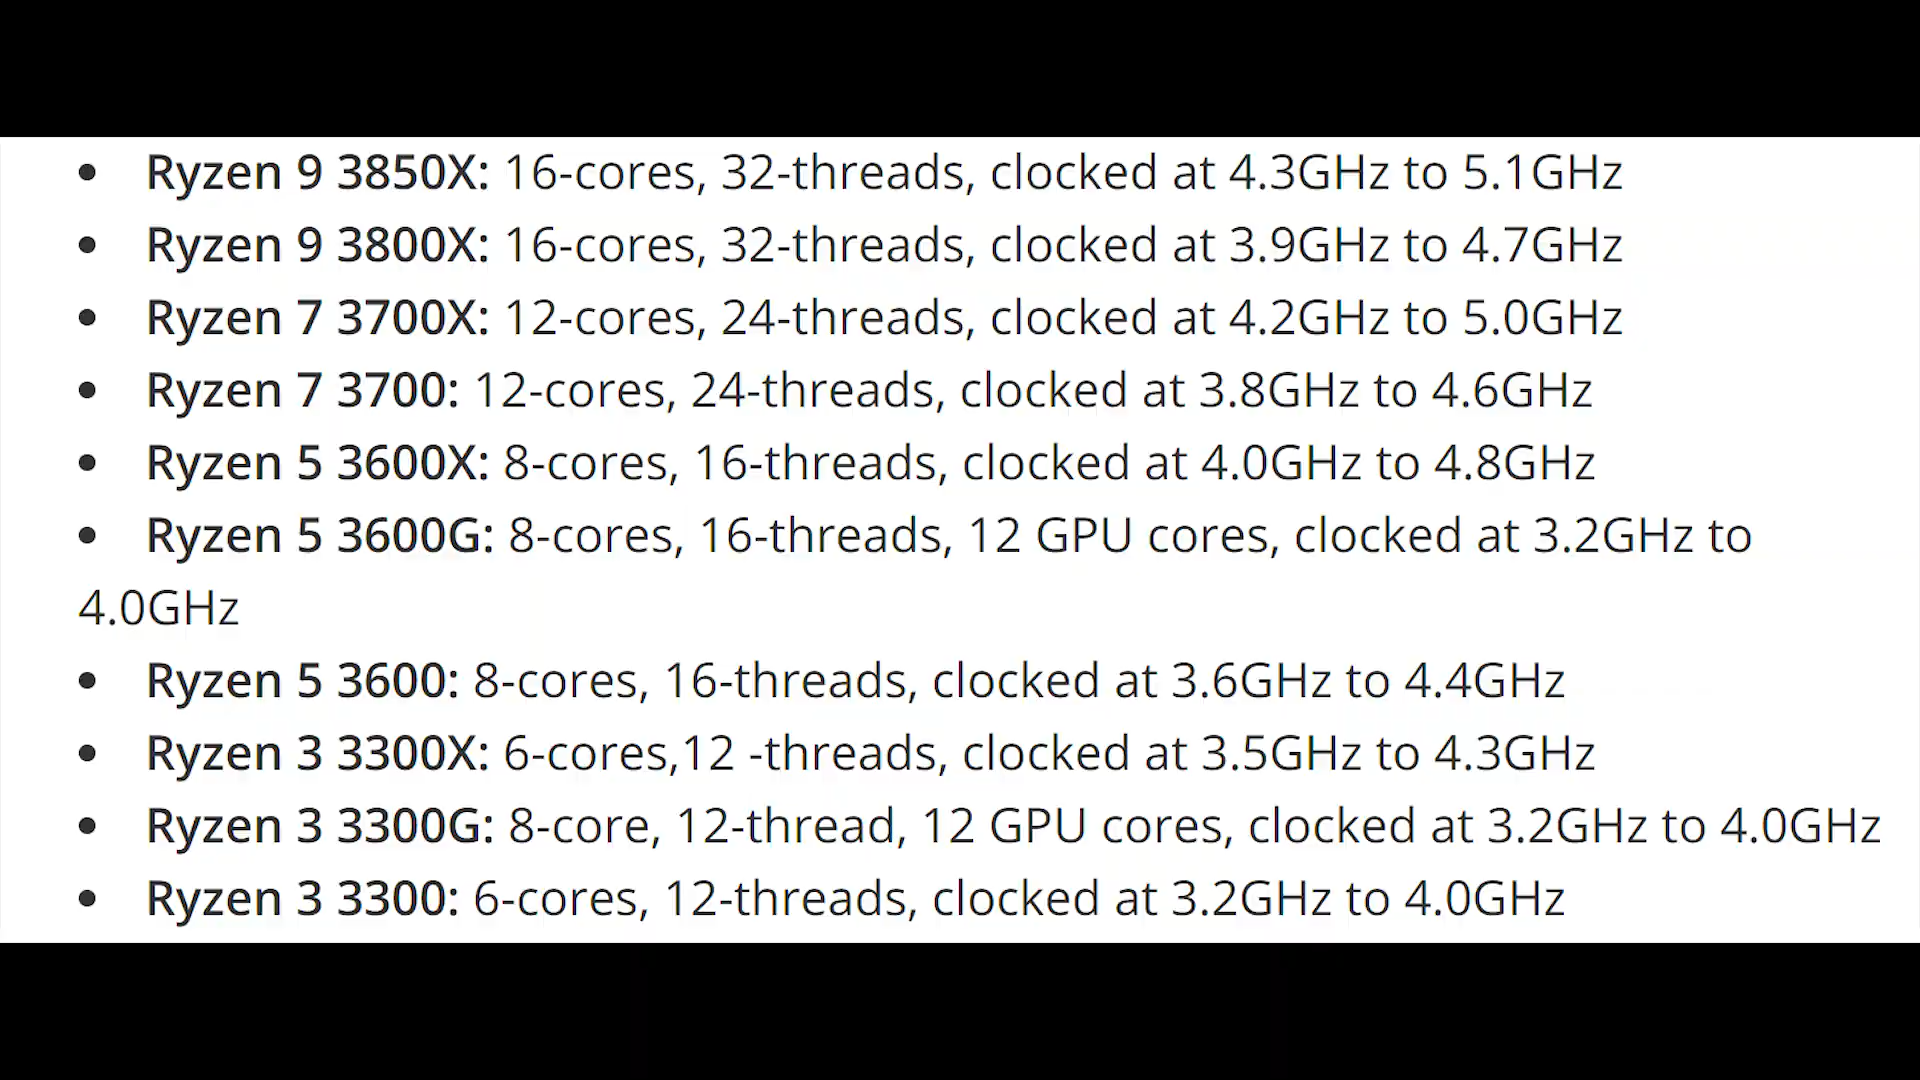 • Ryzen 9 3850X: 16-cores, 32-threads, clocked at 4.3GHz to 5.1GHz
• Ryzen 9 3800X: 16-cores, 32-threads, clocked at 3.9GHz to 4.7GHz
• Ryzen 7 3700X: 12-cores, 24-threads, clocked at 4.2GHz to 5.0GHz
• Ryzen 7 3700: 12-cores, 24-threads, clocked at 3.8GHz to 4.6GHz
• Ryzen 5 3600X: 8-cores, 16-threads, clocked at 4.0GHz to 4.8GHz
• Ryzen 5 3600G: 8-cores, 16-threads, 12 GPU cores, clocked at 3.2GHz to
4.0GHz
• Ryzen 5 3600: 8-cores, 16-threads, clocked at 3.6GHz to 4.4GHz
• Ryzen 3 3300X: 6-cores,12 -threads, clocked at 3.5GHz to 4.3GHz
• Ryzen 3 3300G: 8-core, 12-thread, 12 GPU cores, clocked at 3.2GHz to 4.0GHz
• Ryzen 3 3300: 6-cores, 12-threads, clocked at 3.2GHz to 4.0GHz